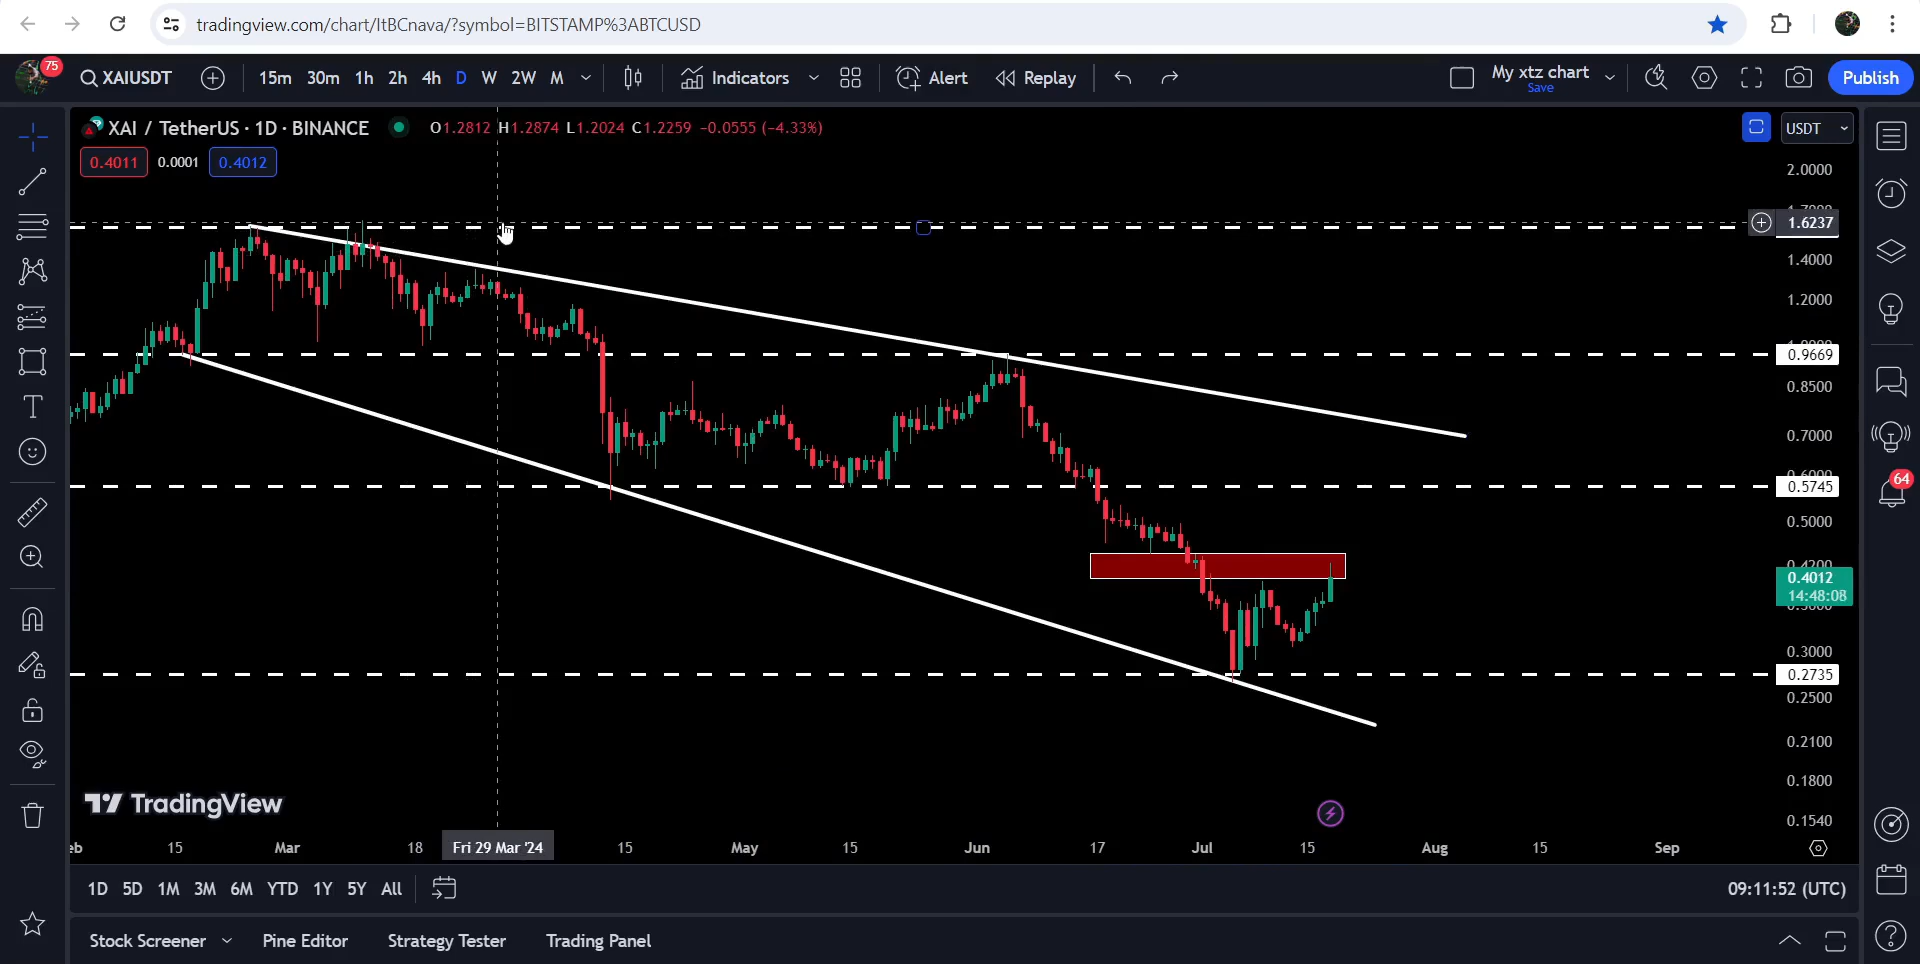 tradingview.com/chart/ItBCnava/?symbol=BITSTAMP%3ABTCUSD
75
XAIUSDT 15m 30m 1h 2h 4h D W 2W M Indicators Alert Replay My xtz chart Publish
Save
XAI / TetherUS · 1D · BINANCE O1.2812 H1.2874 L1.2024 C1.2259 -0.0555 (-4.33%) USDT
0.4011 0.0001 0.4012
2.0000
1.6237
1.4000
1.2000
0.9669
0.8500
0.7000
0.5745
0.5000
0.4012
14:48:08
0.3000
0.2735
0.2500
0.2100
0.1800
0.1540
64
TradingView
eb 15 Mar 18 Fri 29 Mar '24 15 May 15 Jun 17 Jul 15 Aug 15 Sep
1D 5D 1M 3M 6M YTD 1Y 5Y All 09:11:52 (UTC)
Stock Screener Pine Editor Strategy Tester Trading Panel